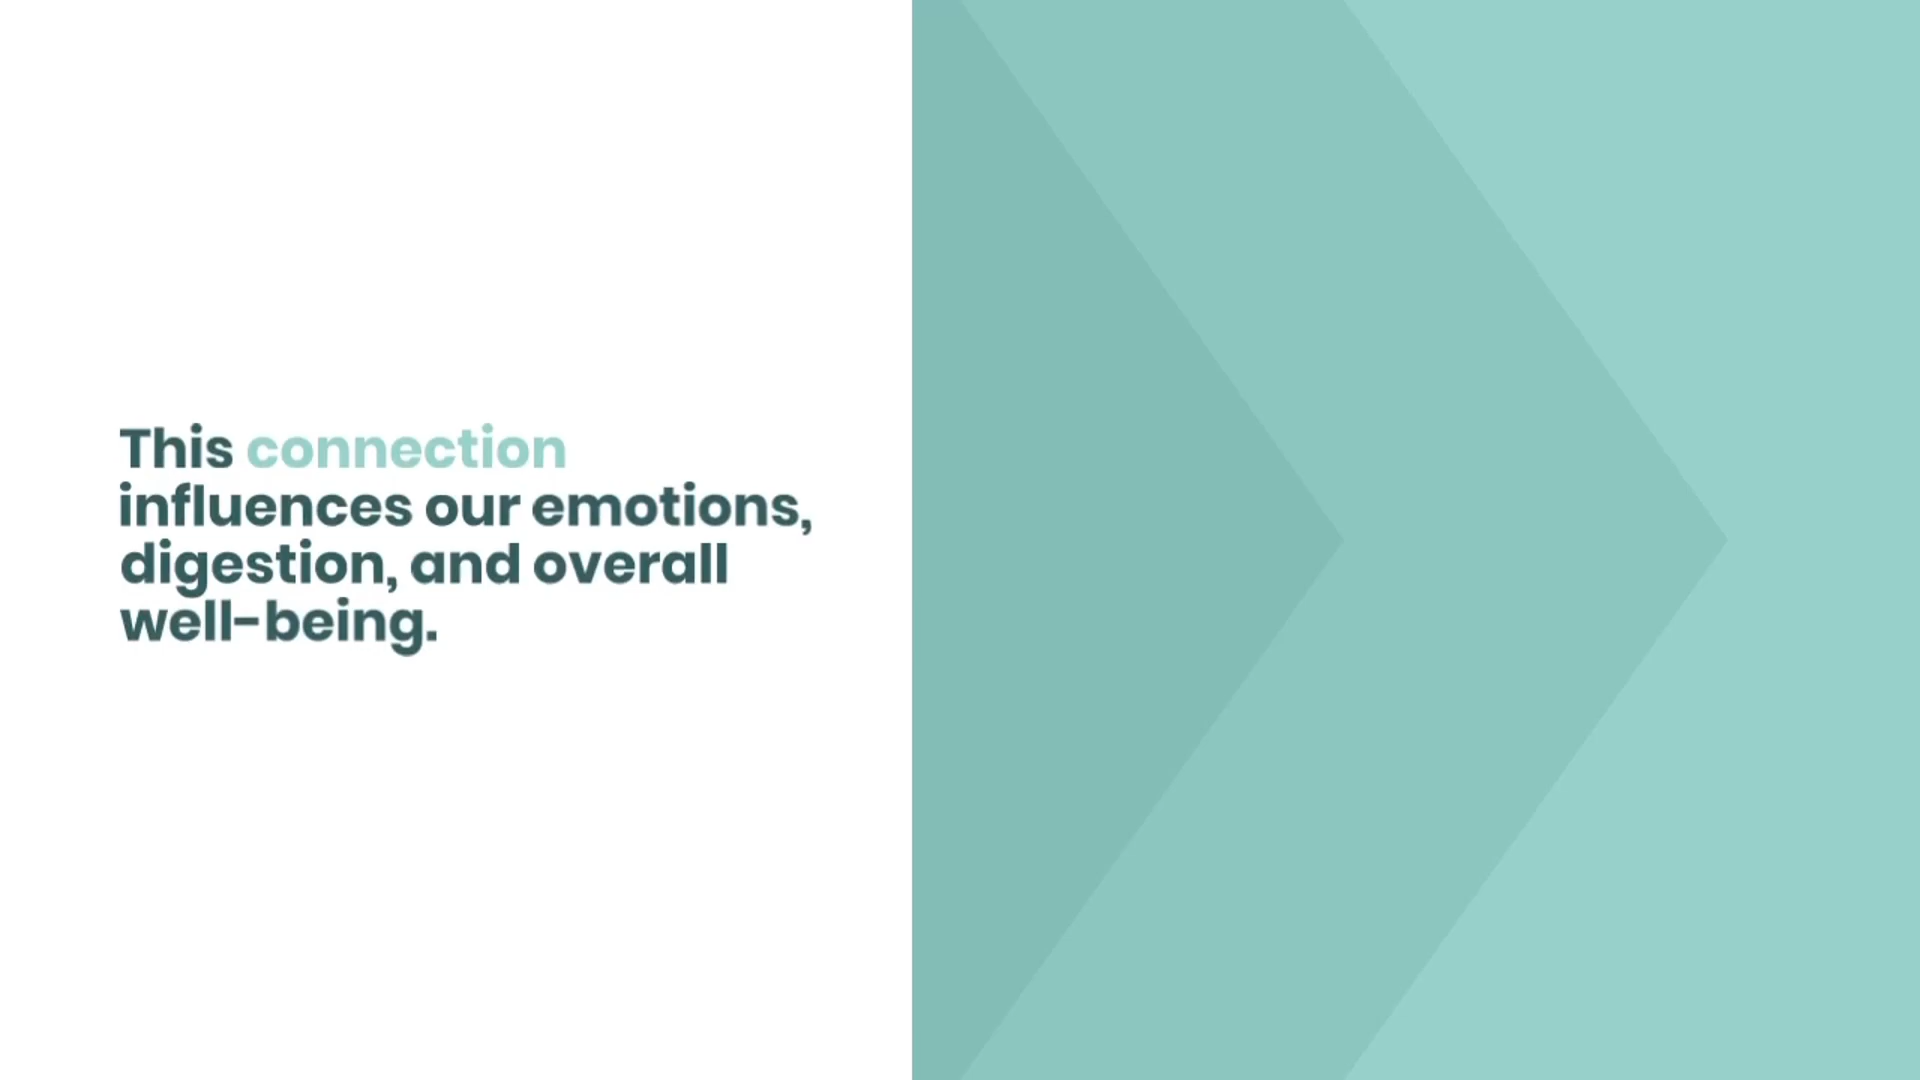 This connection
influences our emotions,
digestion, and overall
well-being.